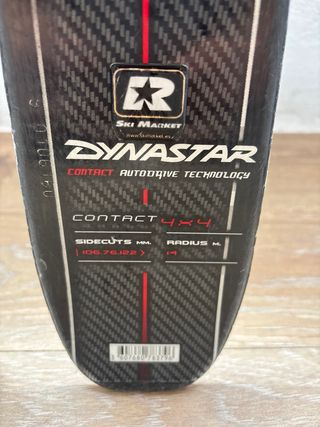 R
SKI MARKET
www.skimarket.es
DYNASTAR
CONTACT AUTODRIVE TECHNOLOGY
CONTACT 4x4
SIDECUTS MM. RADIUS M.
106.76.122 14